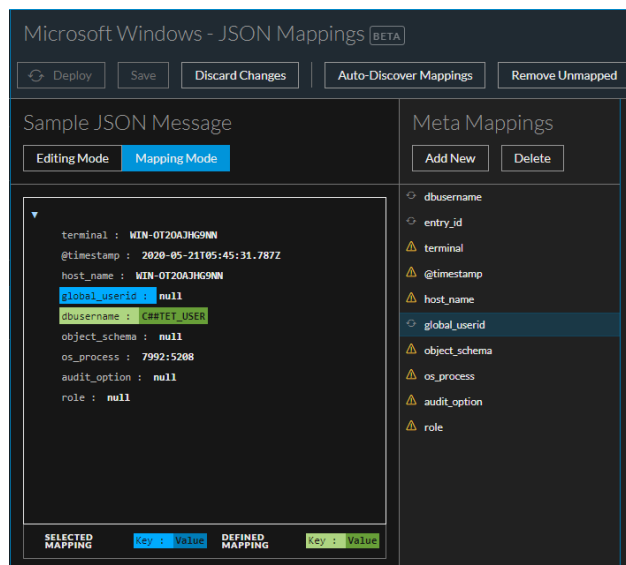 Microsoft Windows - JSON Mappings BETA
Deploy Save Discard Changes Auto-Discover Mappings Remove Unmapped
Sample JSON Message
Editing Mode Mapping Mode
terminal : WIN-OT2OAJHG9NN
@timestamp : 2020-05-21T05:45:31.787Z
host_name : WIN-OT2OAJHG9NN
global_userid : null
dbusername : C##TET_USER
object_schema : null
os_process : 7992:5208
audit_option : null
role : null
SELECTED MAPPING Key : Value DEFINED MAPPING Key : Value
Meta Mappings
Add New Delete
dbusername
entry_id
terminal
@timestamp
host_name
global_userid
object_schema
os_process
audit_option
role